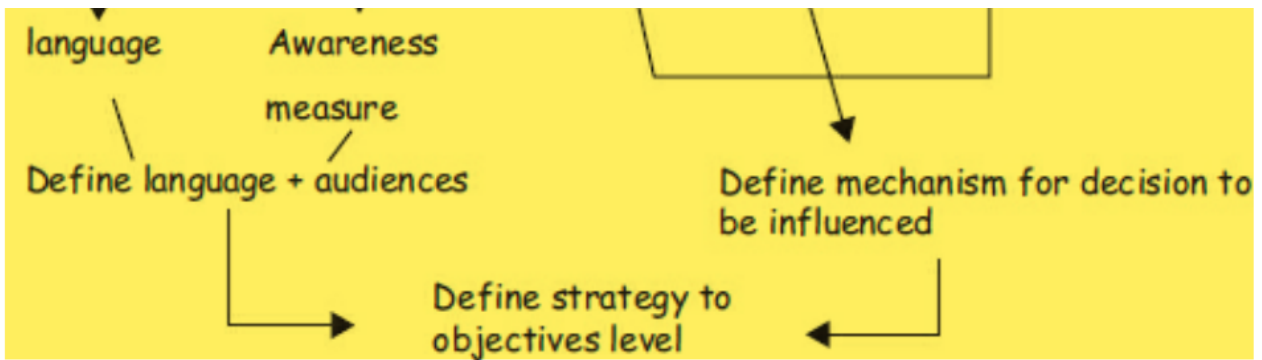 language
Awareness
measure
Define language + audiences
Define mechanism for decision to
be influenced
Define strategy to
objectives level